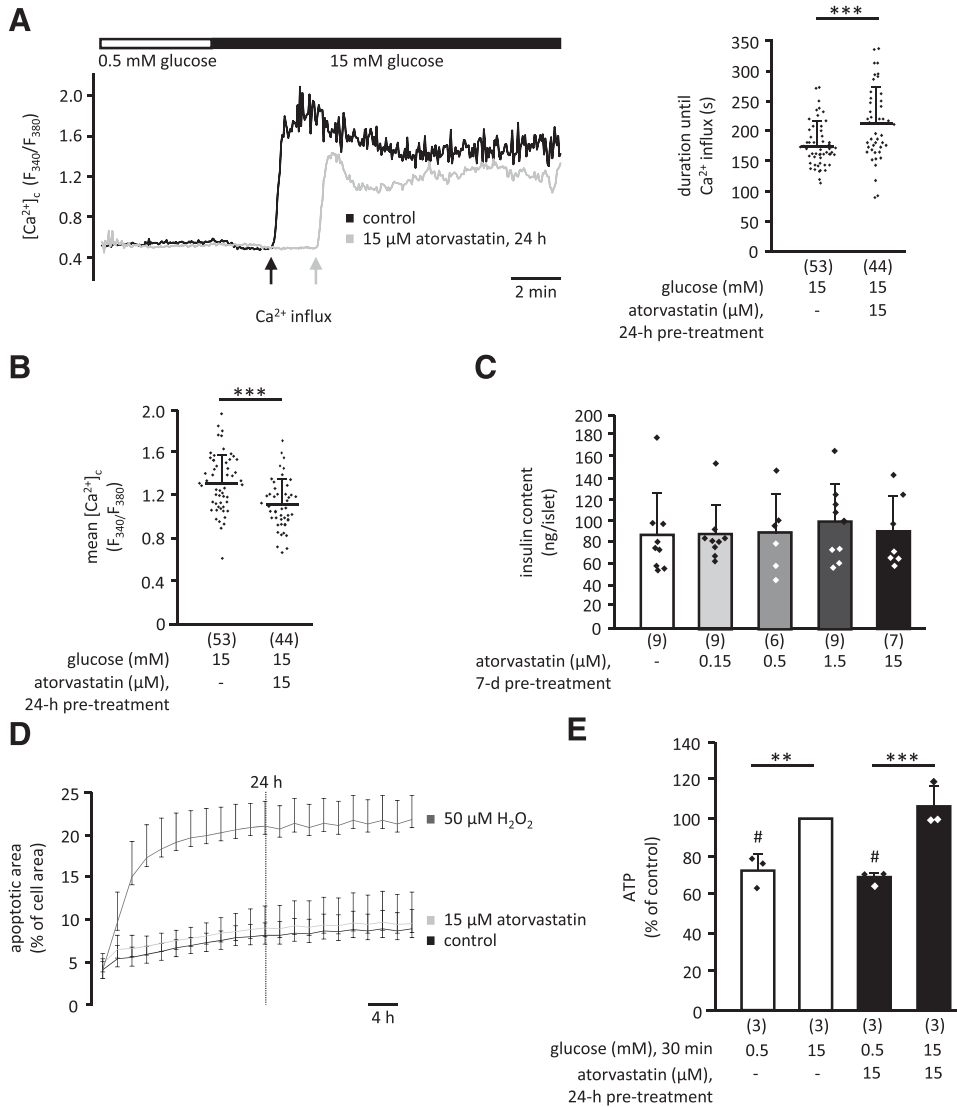 A
0.5 mM glucose
15 mM glucose
[Ca²⁺]c (F340/F380)
2.0
1.6
1.2
0.8
0.4
control
15 µM atorvastatin, 24 h
2 min
Ca²⁺ influx
***
duration until
Ca²⁺ influx (s)
350
300
250
200
150
100
50
0
(53) (44)
glucose (mM) 15 15
atorvastatin (µM), - 15
24-h pre-treatment
B
***
mean [Ca²⁺]c
(F340/F380)
2.0
1.6
1.2
0.8
0.4
0
(53) (44)
glucose (mM) 15 15
atorvastatin (µM), - 15
24-h pre-treatment
C
insulin content
(ng/islet)
200
180
160
140
120
100
80
60
40
20
0
(9) (9) (6) (9) (7)
atorvastatin (µM), - 0.15 0.5 1.5 15
7-d pre-treatment
D
24 h
apoptotic area
(% of cell area)
25
20
15
10
5
0
50 µM H₂O₂
15 µM atorvastatin
control
4 h
E
ATP
(% of control)
140
120
100
80
60
40
20
0
** ***
# #
(3) (3) (3) (3)
glucose (mM), 30 min 0.5 15 0.5 15
atorvastatin (µM), - - 15 15
24-h pre-treatment